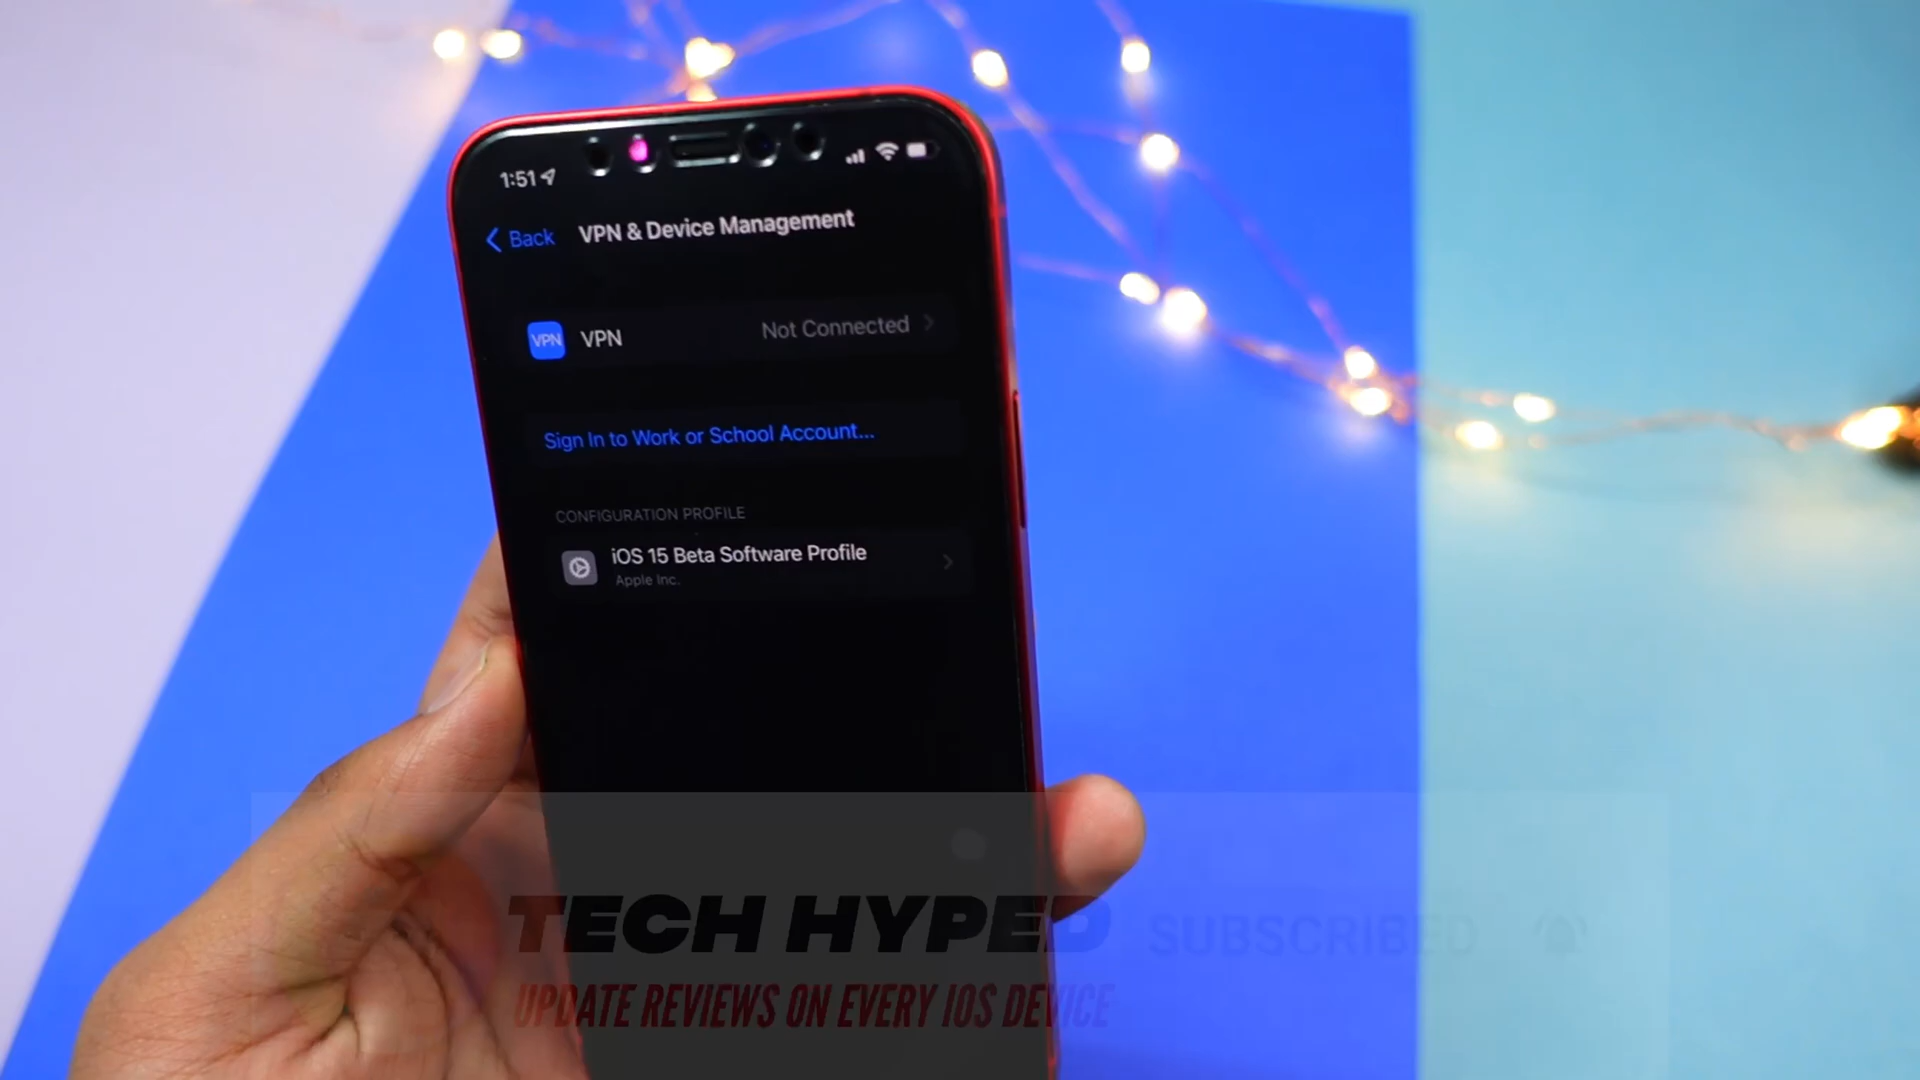 1:51
Back VPN & Device Management
VPN VPN Not Connected
Sign In to Work or School Account...
CONFIGURATION PROFILE
iOS 15 Beta Software Profile
Apple Inc.
TECH HYPED SUBSCRIBED
UPDATE REVIEWS ON EVERY IOS DEVICE